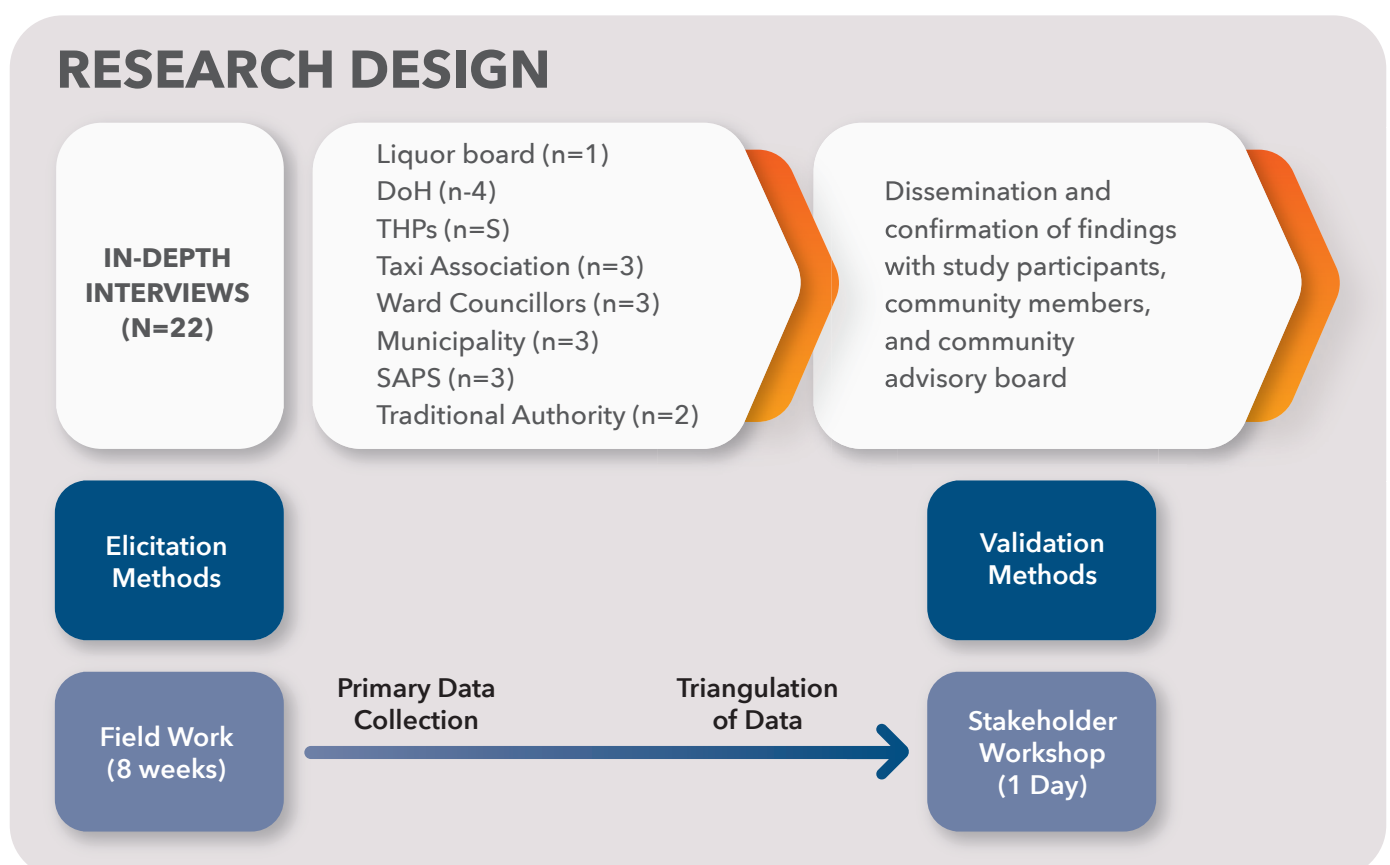 RESEARCH DESIGN
IN-DEPTH
INTERVIEWS
(N=22)
Liquor board (n=1)
DoH (n-4)
THPs (n=S)
Taxi Association (n=3)
Ward Councillors (n=3)
Municipality (n=3)
SAPS (n=3)
Traditional Authority (n=2)
Dissemination and
confirmation of findings
with study participants,
community members,
and community
advisory board
Elicitation
Methods
Validation
Methods
Field Work
(8 weeks)
Primary Data
Collection
Triangulation
of Data
Stakeholder
Workshop
(1 Day)